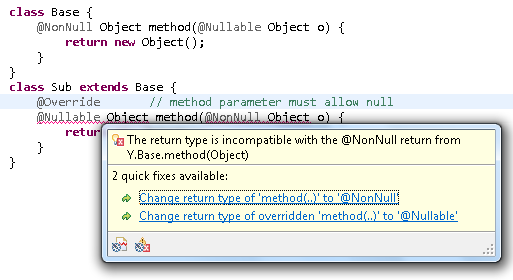 class Base {
    @NonNull Object method(@Nullable Object o) {
        return new Object();
    }
}
class Sub extends Base {
    @Override       // method parameter must allow null
    @Nullable Object method(@NonNull Object o) {
        retu
    }
}
The return type is incompatible with the @NonNull return from
Y.Base.method(Object)
2 quick fixes available:
Change return type of 'method(..)' to '@NonNull'
Change return type of overridden 'method(..)' to '@Nullable'